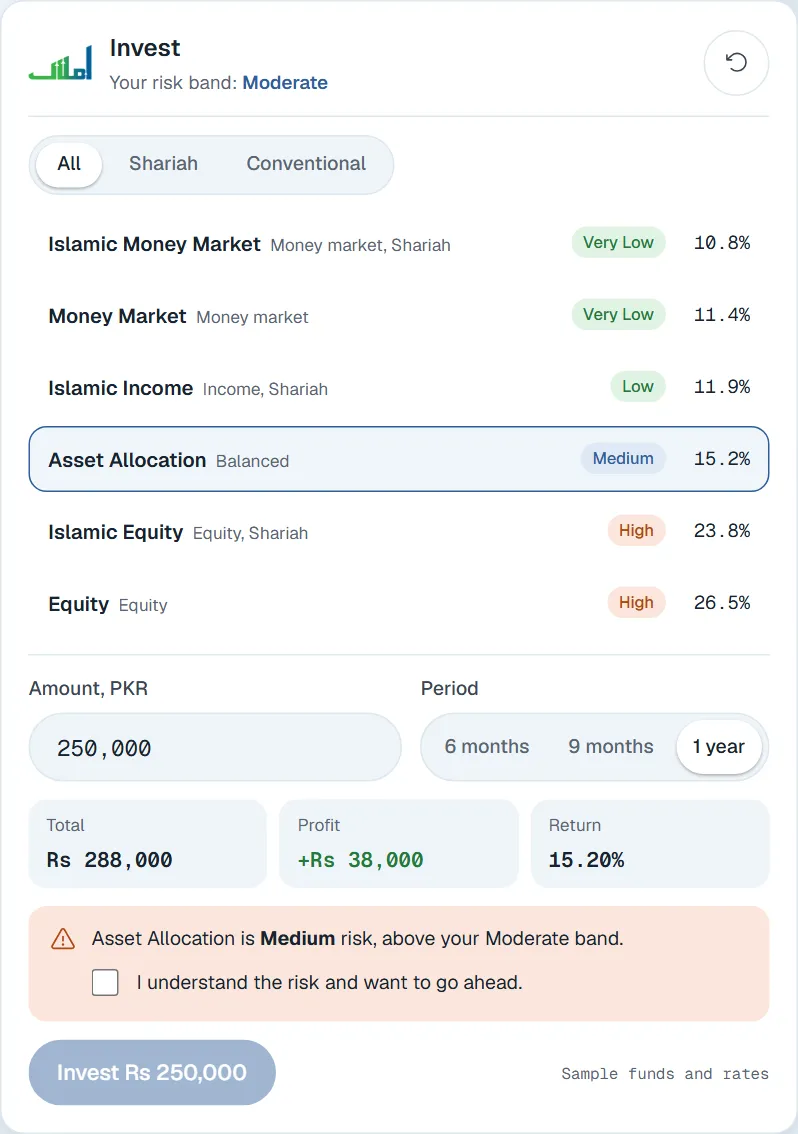 امانت
Invest
Your risk band: Moderate
All Shariah Conventional
Islamic Money Market Money market, Shariah Very Low 10.8%
Money Market Money market Very Low 11.4%
Islamic Income Income, Shariah Low 11.9%
Asset Allocation Balanced Medium 15.2%
Islamic Equity Equity, Shariah High 23.8%
Equity Equity High 26.5%
Amount, PKR Period
250,000 6 months 9 months 1 year
Total Profit Return
Rs 288,000 +Rs 38,000 15.20%
Asset Allocation is Medium risk, above your Moderate band.
I understand the risk and want to go ahead.
Invest Rs 250,000 Sample funds and rates